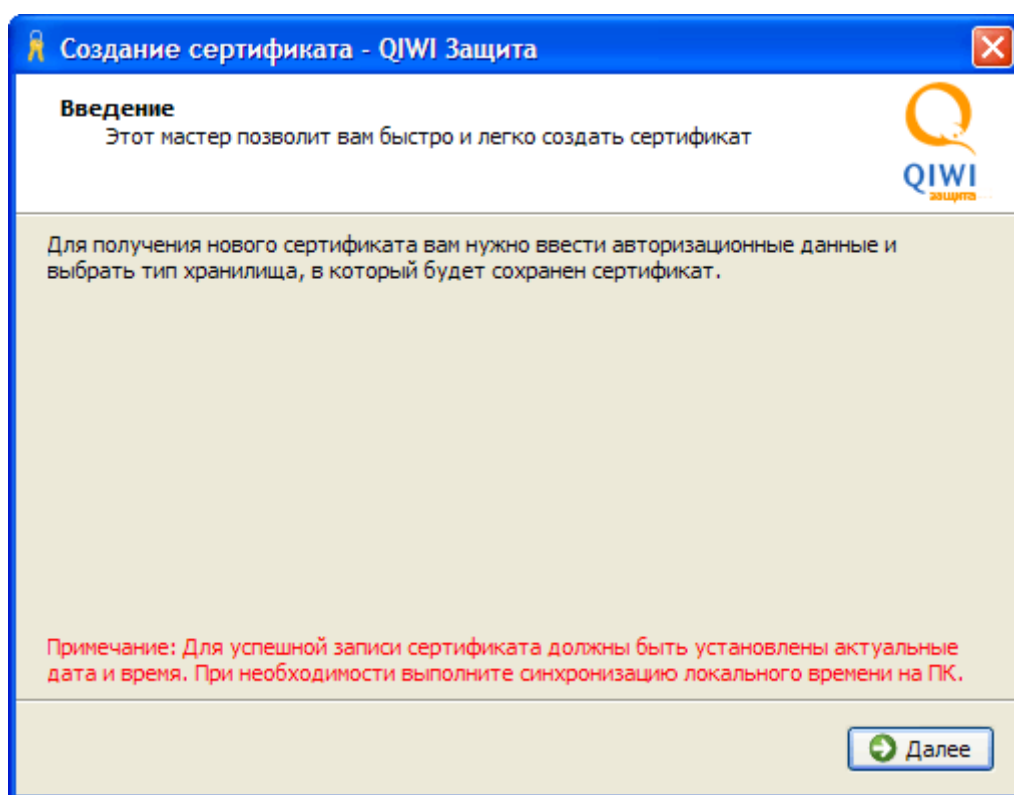 Создание сертификата - QIWI Защита
Введение
Этот мастер позволит вам быстро и легко создать сертификат
QIWI
защита
Для получения нового сертификата вам нужно ввести авторизационные данные и
выбрать тип хранилища, в который будет сохранен сертификат.
Примечание: Для успешной записи сертификата должны быть установлены актуальные
дата и время. При необходимости выполните синхронизацию локального времени на ПК.
Далее